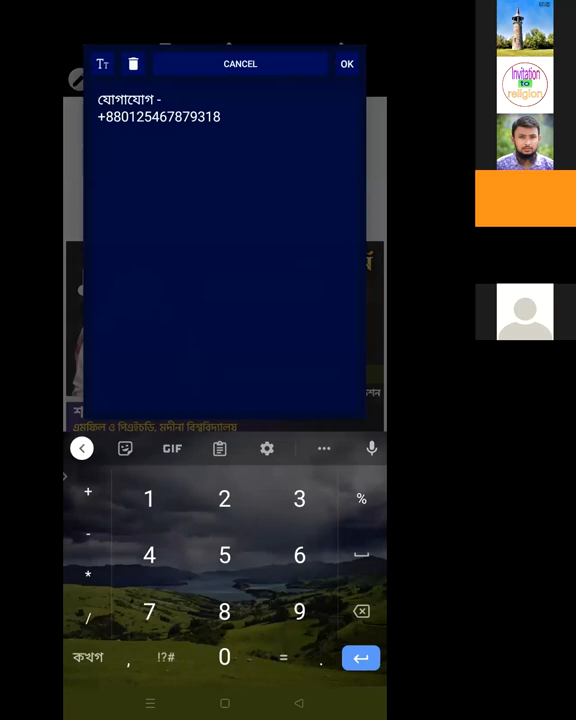 CANCEL
OK
যোগাযোগ -
+880125467879318
Invitation
to
religion
এমফিল ও পিএইচডি, মদীনা বিশ্ববিদ্যালয়
GIF
+ 1 2 3 %
- 4 5 6
* 7 8 9
/
কখগ , !?# 0 = .